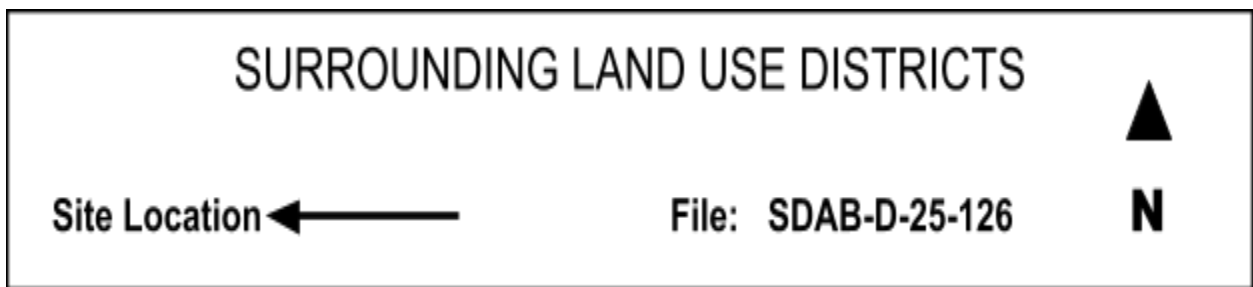 SURROUNDING LAND USE DISTRICTS
Site Location
File: SDAB-D-25-126
N